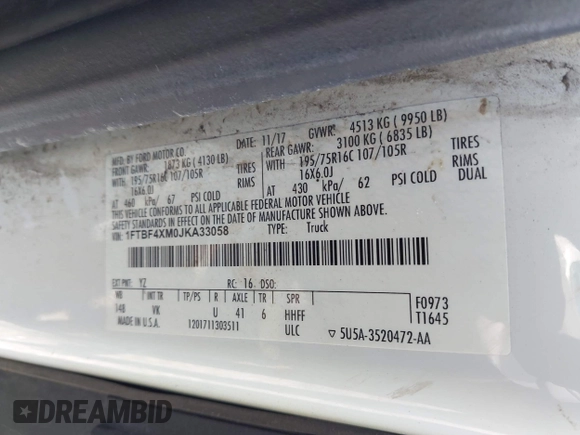 MFD. BY FORD MOTOR CO.
DATE: 11/17 GVWR: 4513 KG ( 9950 LB)
FRONT GAWR: 1873 KG ( 4130 LB) REAR GAWR: 3100 KG ( 6835 LB)
WITH: 195/75R16C 107/105R TIRES WITH: 195/75R16C 107/105R TIRES
16X6.0J RIMS 16X6.0J RIMS
AT 460 kPa/ 67 PSI COLD AT 430 kPa/ 62 PSI COLD DUAL
THIS VEHICLE CONFORMS TO ALL APPLICABLE FEDERAL MOTOR VEHICLE
SAFETY STANDARDS IN EFFECT ON THE DATE OF MANUFACTURE SHOWN ABOVE.
VIN: 1FTBF4XM0JKA33058 TYPE: Truck
EXT PNT: YZ RC: 16 DSO: F0973
WB INT TR TP/PS R AXLE TR SPR T1645
148 VK U 41 6 HHFF
MADE IN U.S.A. 1201711303511 ULC 5U5A-3520472-AA
DREAMBID